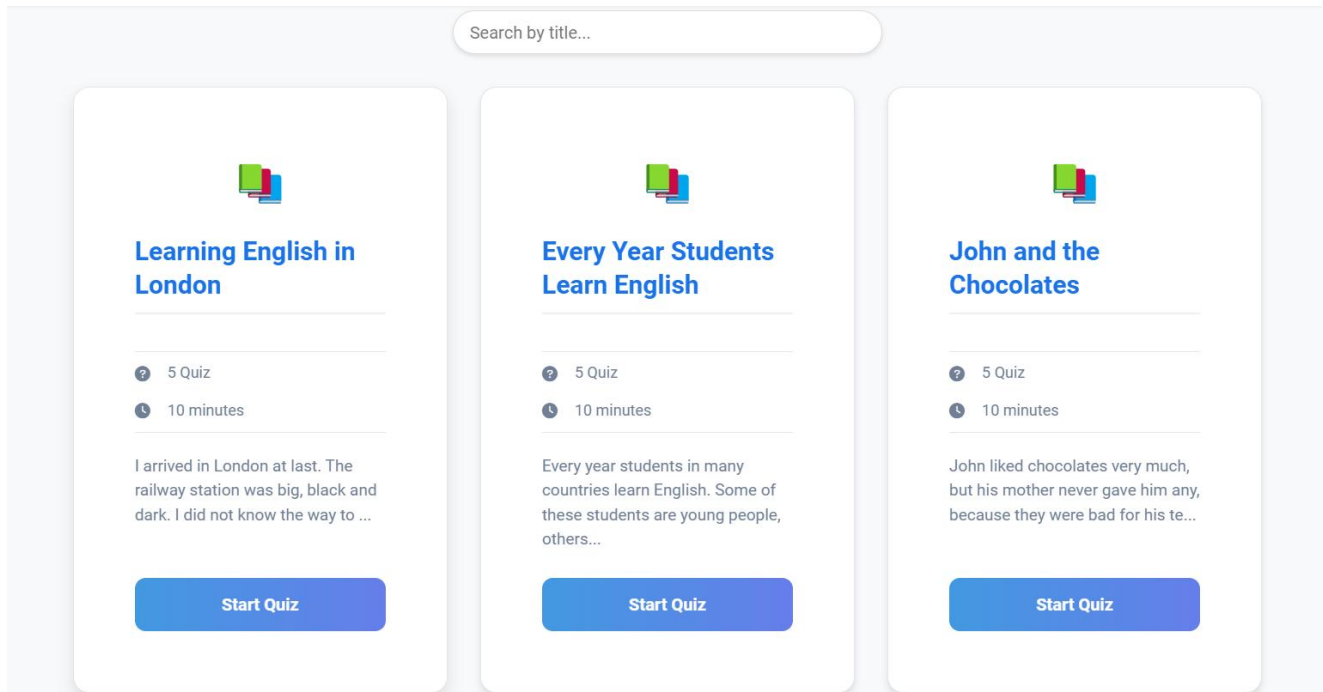 Search by title...
Learning English in
London
5 Quiz
10 minutes
I arrived in London at last. The
railway station was big, black and
dark. I did not know the way to ...
Start Quiz
Every Year Students
Learn English
5 Quiz
10 minutes
Every year students in many
countries learn English. Some of
these students are young people,
others...
Start Quiz
John and the
Chocolates
5 Quiz
10 minutes
John liked chocolates very much,
but his mother never gave him any,
because they were bad for his te...
Start Quiz